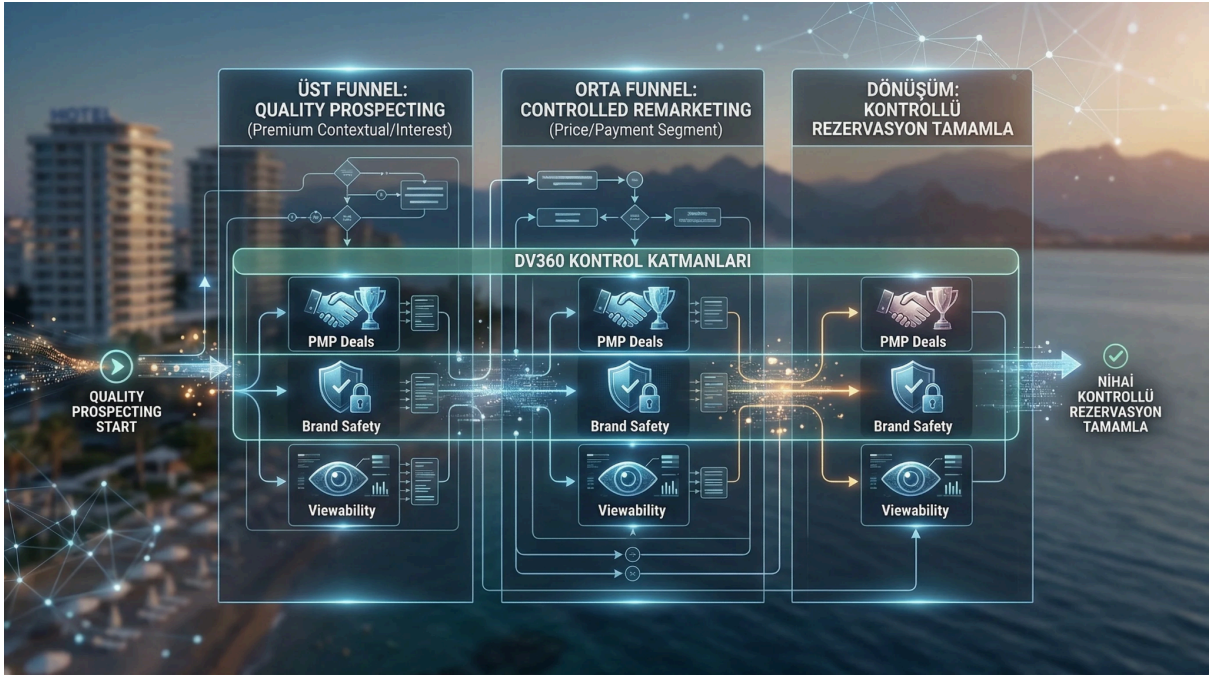 HOTEL
ÜST FUNNEL:
QUALITY PROSPECTING
(Premium Contextual/Interest)
ORTA FUNNEL:
CONTROLLED REMARKETING
(Price/Payment Segment)
DÖNÜŞÜM:
KONTROLLÜ
REZERVASYON TAMAMLA
DV360 KONTROL KATMANLARI
PMP Deals
PMP Deals
PMP Deals
QUALITY
PROSPECTING
START
Brand Safety
Brand Safety
Brand Safety
NİHAİ
KONTROLLÜ
REZERVASYON
TAMAMLA
Viewability
Viewability
Viewability